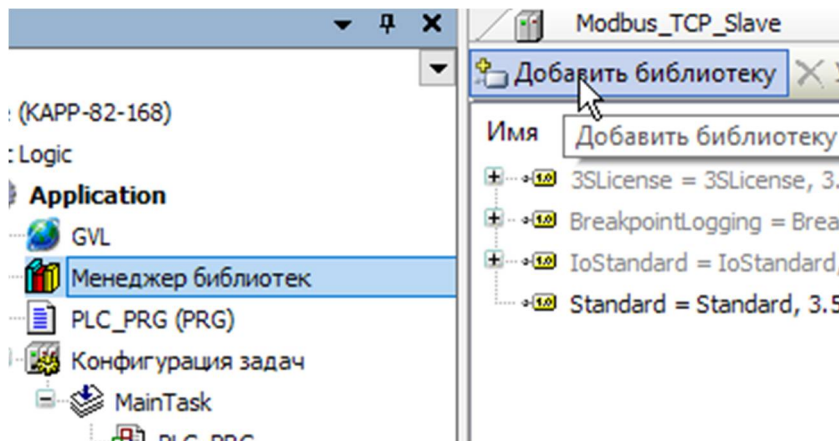 (KAPP-82-168)
Logic
Application
GVL
Менеджер библиотек
PLC_PRG (PRG)
Конфигурация задач
MainTask
PLC_PRG
Modbus_TCP_Slave
Добавить библиотеку
Имя
Добавить библиотеку
3SLicense = 3SLicense, 3.
BreakpointLogging = Brea
IoStandard = IoStandard,
Standard = Standard, 3.5